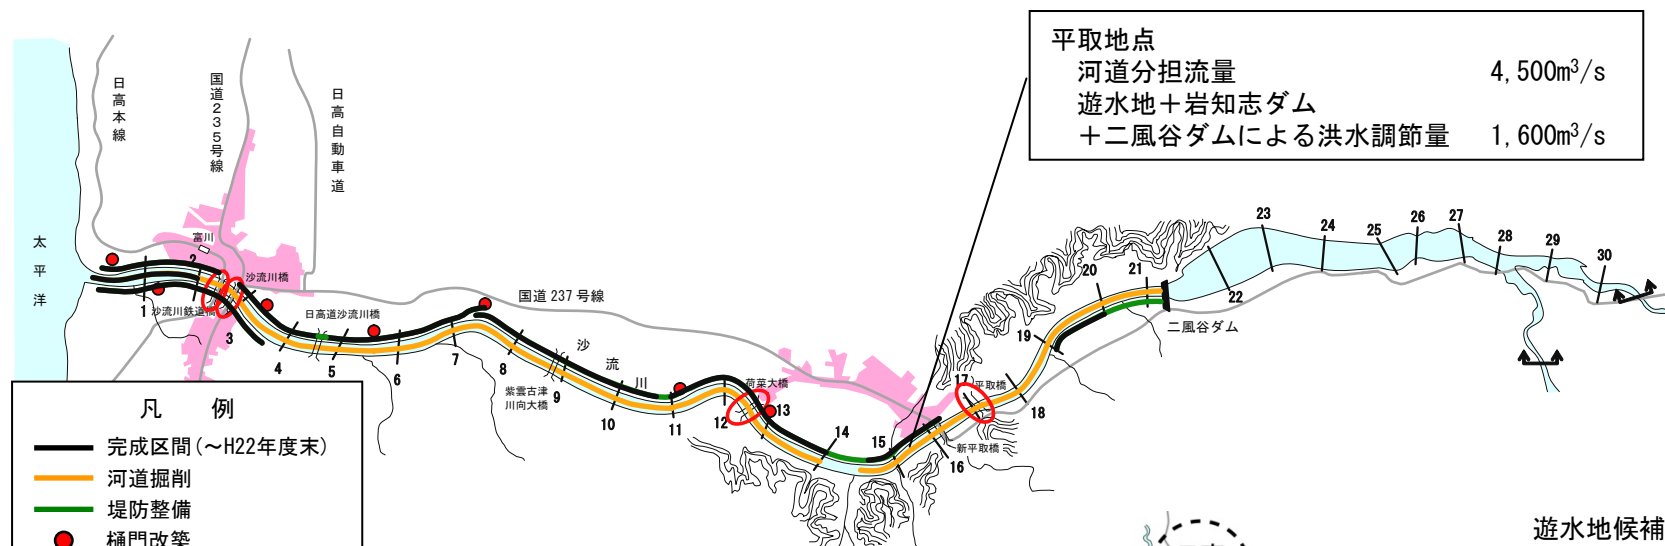 平取地点
河道分担流量 4,500m³/s
遊水地＋岩知志ダム
＋二風谷ダムによる洪水調節量 1,600m³/s
日高本線
国道235号線
日高自動車道
太平洋
富川
沙流川橋
沙流川鉄道橋
日高道沙流川橋
国道237号線
紫雲古津
川向大橋
沙流川
荷菜大橋
平取橋
新平取橋
二風谷ダム
1
2
3
4
5
6
7
8
9
10
11
12
13
14
15
16
17
18
19
20
21
22
23
24
25
26
27
28
29
30
凡例
完成区間(～H22年度末)
河道掘削
堤防整備
樋門改築
遊水地候補